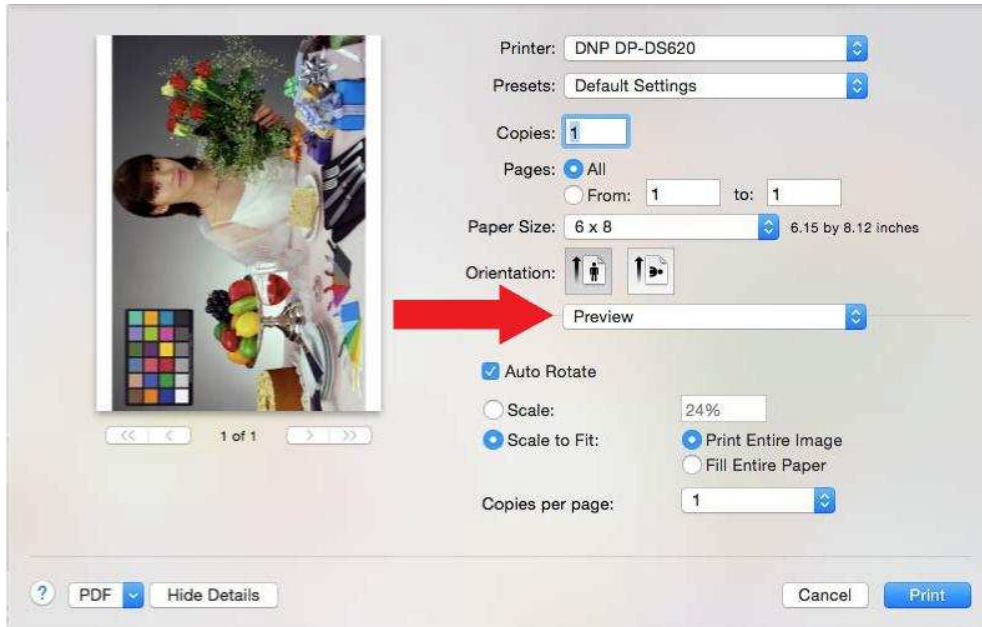 Printer: DNP DP-DS620
Presets: Default Settings
Copies: 1
Pages: All
From: 1 to: 1
Paper Size: 6 x 8 6.15 by 8.12 inches
Orientation:
Preview
Auto Rotate
Scale: 24%
Scale to Fit: Print Entire Image
Fill Entire Paper
Copies per page: 1
<< < 1 of 1 > >>
? PDF Hide Details Cancel Print